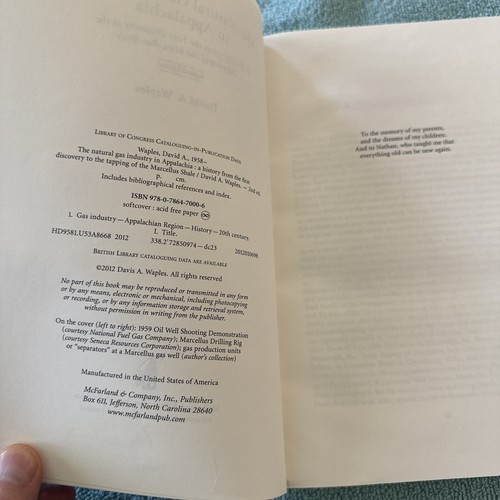 LIBRARY OF CONGRESS CATALOGUING-IN-PUBLICATION DATA
Waples, David A., 1958–
The natural gas industry in Appalachia : a history from the first
discovery to the tapping of the Marcellus Shale / David A. Waples. – 2nd ed.
p. cm.
Includes bibliographical references and index.
ISBN 978-0-7864-7000-6
softcover : acid free paper
1. Gas industry — Appalachian Region — History — 20th century.
I. Title.
HD9581.U53A8668 2012 338.2'72850974 — dc23
BRITISH LIBRARY CATALOGUING DATA ARE AVAILABLE
©2012 Davis A. Waples. All rights reserved
No part of this book may be reproduced or transmitted in any form
or by any means, electronic or mechanical, including photocopying
or recording, or by any information storage and retrieval system,
without permission in writing from the publisher.
On the cover (left to right): 1959 Oil Well Shooting Demonstration
(courtesy National Fuel Gas Company); Marcellus Drilling Rig
(courtesy Seneca Resources Corporation); gas production units
or "separators" at a Marcellus gas well (author's collection)
Manufactured in the United States of America
McFarland & Company, Inc., Publishers
Box 611, Jefferson, North Carolina 28640
www.mcfarlandpub.com
To the memory of my parents,
and the dreams of my children.
And to Nathan, who taught me that
everything old can be new again.